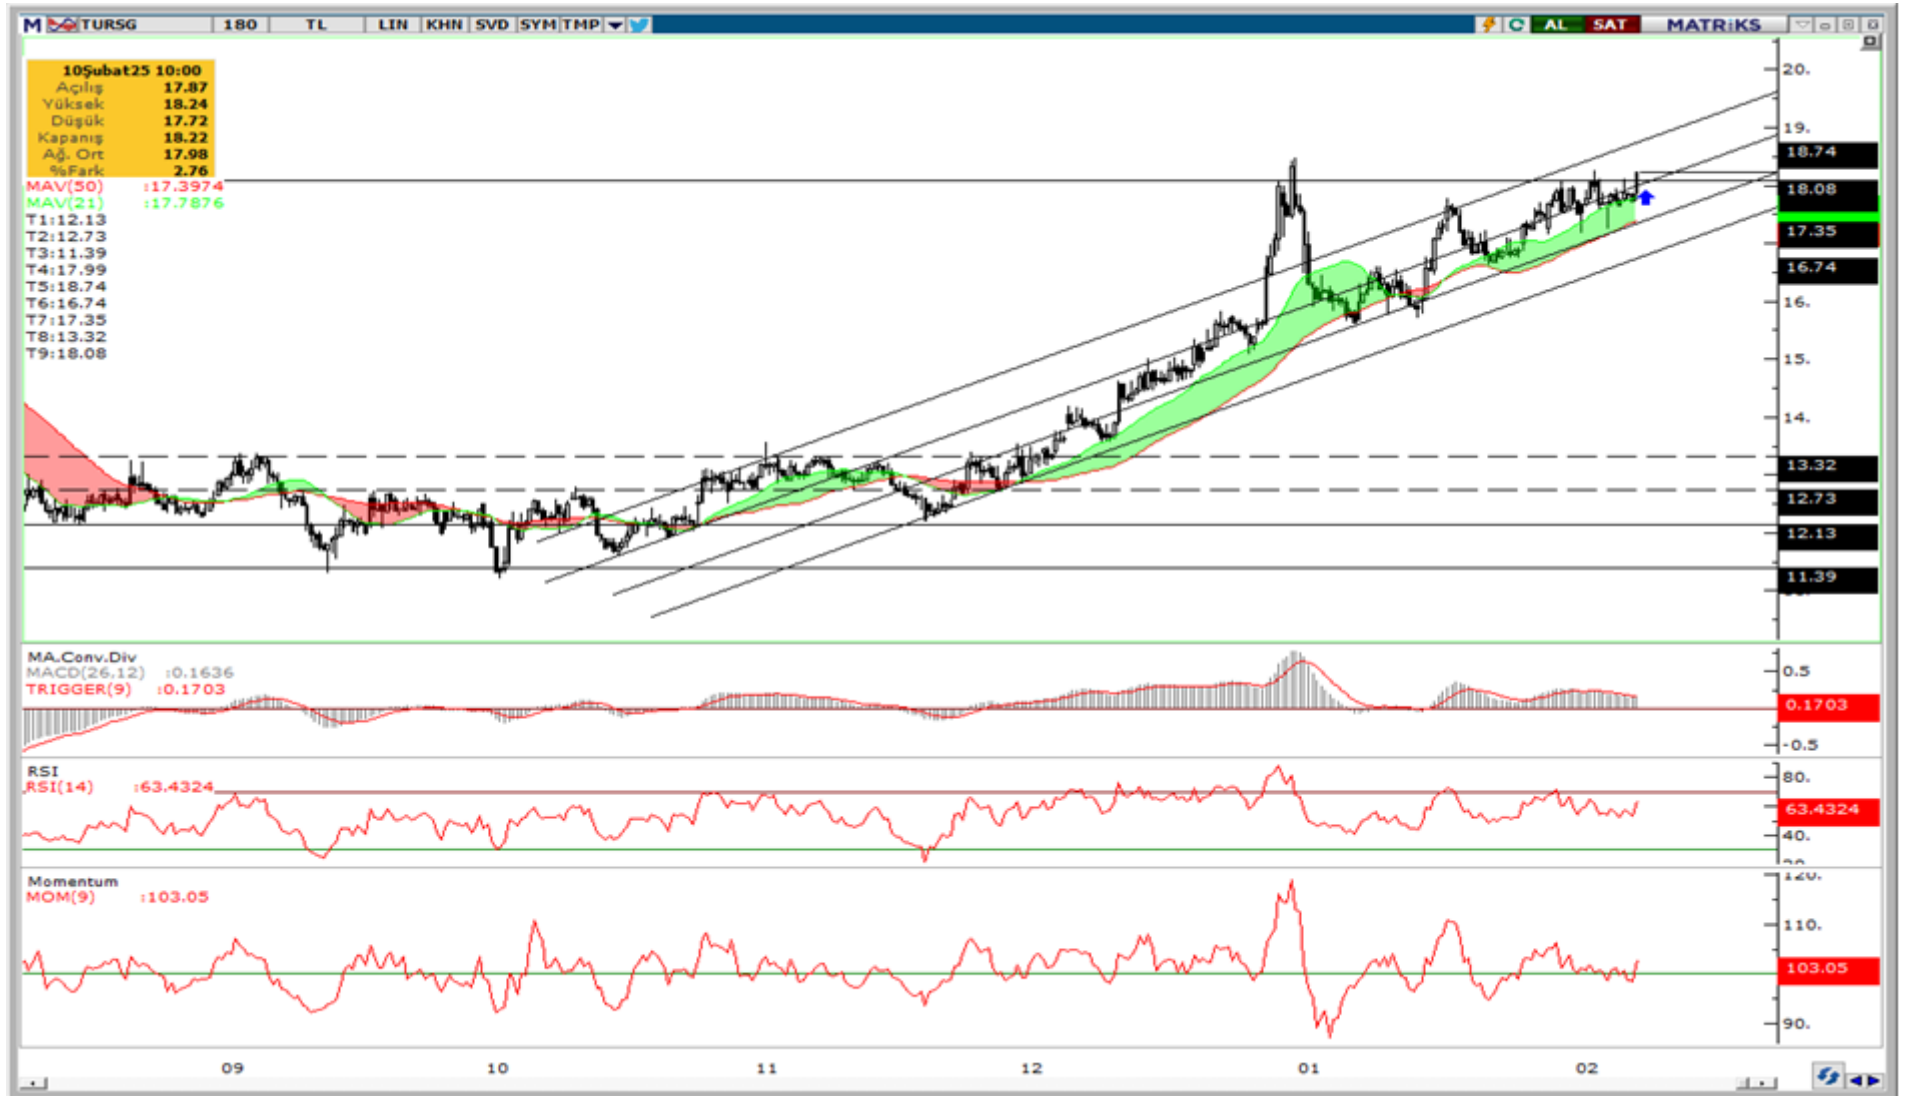 M TURSG 180 TL LIN KHN SVD SYM TMP AL SAT MATRiKS
10Şubat25 10:00
Açılış 17.87
Yüksek 18.24
Düşük 17.72
Kapanış 18.22
Ağ. Ort 17.98
%Fark 2.76
MAV(50) :17.3974
MAV(21) :17.7876
T1:12.13
T2:12.73
T3:11.39
T4:17.99
T5:18.74
T6:16.74
T7:17.35
T8:13.32
T9:18.08
20.
19.
18.74
18.08
17.35
16.74
16.
15.
14.
13.32
12.73
12.13
11.39
MA.Conv.Div
MACD(26,12) :0.1636
TRIGGER(9) :0.1703
0.5
0.1703
-0.5
RSI
RSI(14) :63.4324
80.
63.4324
40.
Momentum
MOM(9) :103.05
120.
110.
103.05
90.
09 10 11 12 01 02